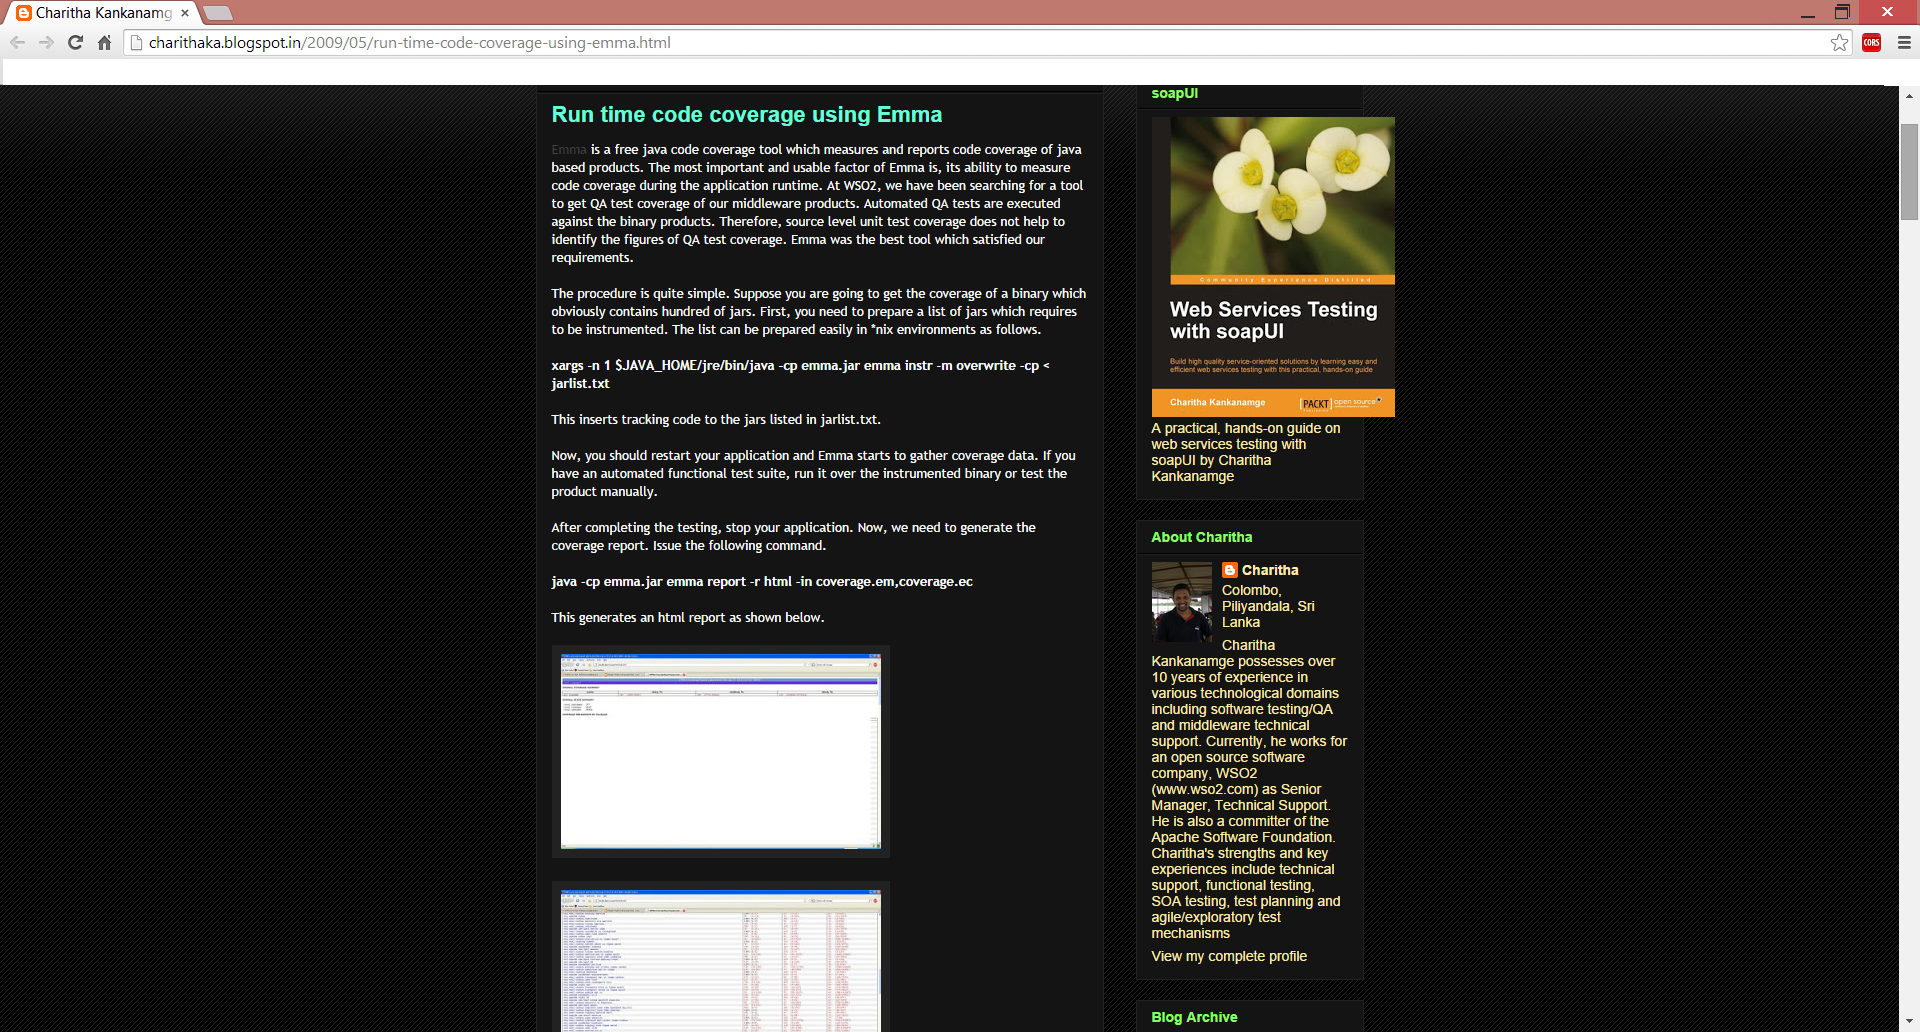 Charitha Kankanamg
charithaka.blogspot.in/2009/05/run-time-code-coverage-using-emma.html
CORS
Run time code coverage using Emma
Emma is a free java code coverage tool which measures and reports code coverage of java
based products. The most important and usable factor of Emma is, its ability to measure
code coverage during the application runtime. At WSO2, we have been searching for a tool
to get QA test coverage of our middleware products. Automated QA tests are executed
against the binary products. Therefore, source level unit test coverage does not help to
identify the figures of QA test coverage. Emma was the best tool which satisfied our
requirements.
The procedure is quite simple. Suppose you are going to get the coverage of a binary which
obviously contains hundred of jars. First, you need to prepare a list of jars which requires
to be instrumented. The list can be prepared easily in *nix environments as follows.
xargs -n 1 $JAVA_HOME/jre/bin/java -cp emma.jar emma instr -m overwrite -cp <
jarlist.txt
This inserts tracking code to the jars listed in jarlist.txt.
Now, you should restart your application and Emma starts to gather coverage data. If you
have an automated functional test suite, run it over the instrumented binary or test the
product manually.
After completing the testing, stop your application. Now, we need to generate the
coverage report. Issue the following command.
java -cp emma.jar emma report -r html -in coverage.em,coverage.ec
This generates an html report as shown below.
soapUI
Community Experience Distilled
Web Services Testing
with soapUI
Build high quality service-oriented solutions by learning easy and
efficient web services testing with this practical, hands-on guide
Charitha Kankanamge
[PACKT] open source
A practical, hands-on guide on
web services testing with
soapUI by Charitha
Kankanamge
About Charitha
Charitha
Colombo,
Piliyandala, Sri
Lanka
Charitha
Kankanamge possesses over
10 years of experience in
various technological domains
including software testing/QA
and middleware technical
support. Currently, he works for
an open source software
company, WSO2
(www.wso2.com) as Senior
Manager, Technical Support.
He is also a committer of the
Apache Software Foundation.
Charitha's strengths and key
experiences include technical
support, functional testing,
SOA testing, test planning and
agile/exploratory test
mechanisms
View my complete profile
Blog Archive